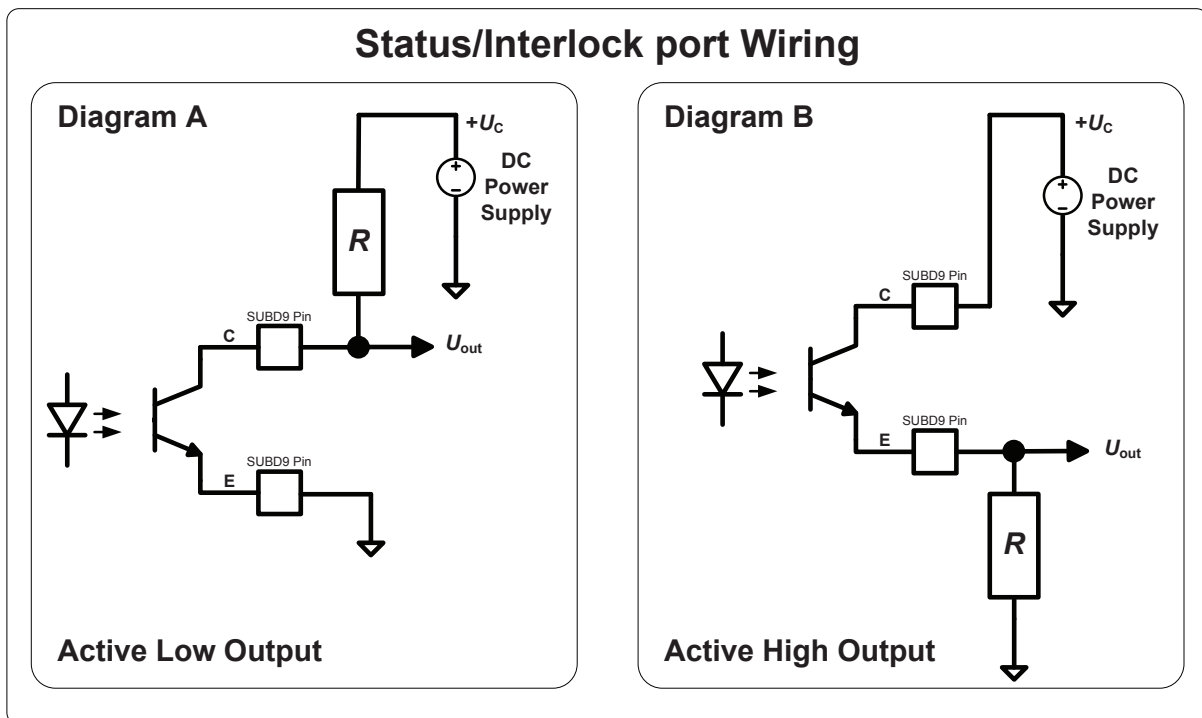 Status/Interlock port Wiring
Diagram A
+UC
+
−
DC
Power
Supply
R
SUBD9 Pin
C
Uout
SUBD9 Pin
E
Active Low Output
Diagram B
+UC
+
−
DC
Power
Supply
SUBD9 Pin
C
SUBD9 Pin
E
Uout
R
Active High Output